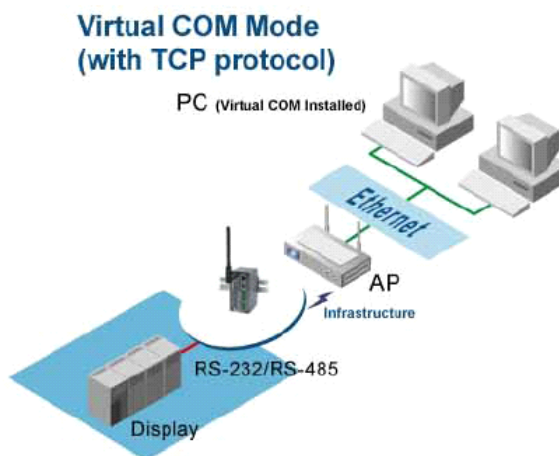 Virtual COM Mode
(with TCP protocol)
PC (Virtual COM Installed)
Ethernet
AP
Infrastructure
RS-232/RS-485
Display